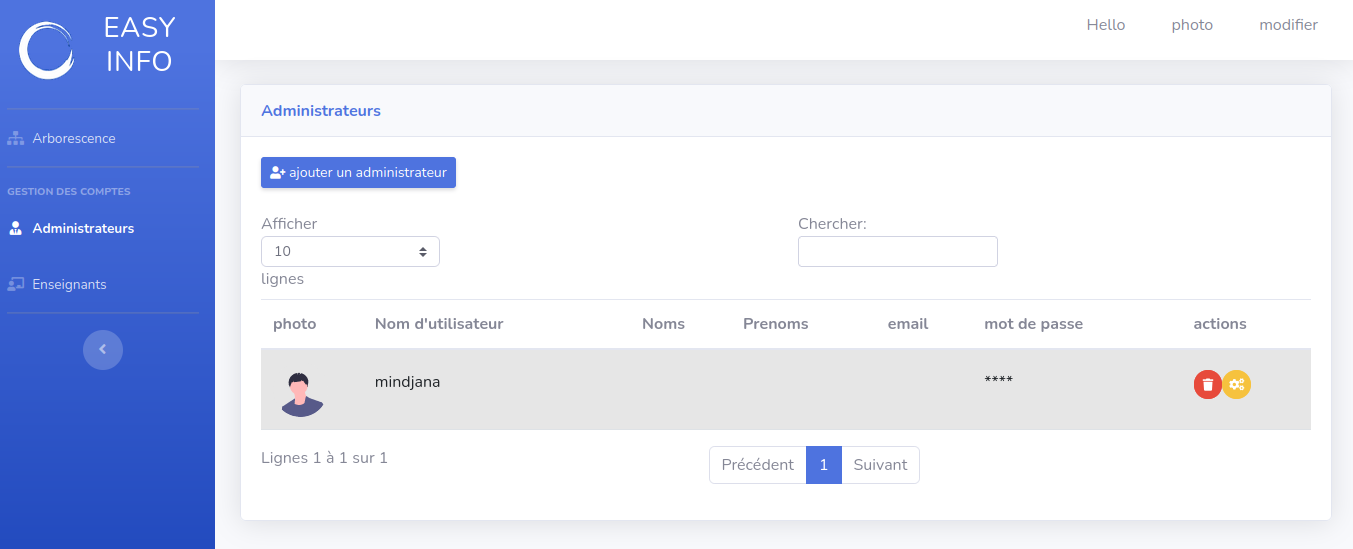 EASY
INFO
Hello photo modifier
Arborescence
GESTION DES COMPTES
Administrateurs
Enseignants
Administrateurs
ajouter un administrateur
Afficher
10
lignes
Chercher:
photo Nom d'utilisateur Noms Prenoms email mot de passe actions
mindjana ****
Lignes 1 à 1 sur 1
Précédent 1 Suivant